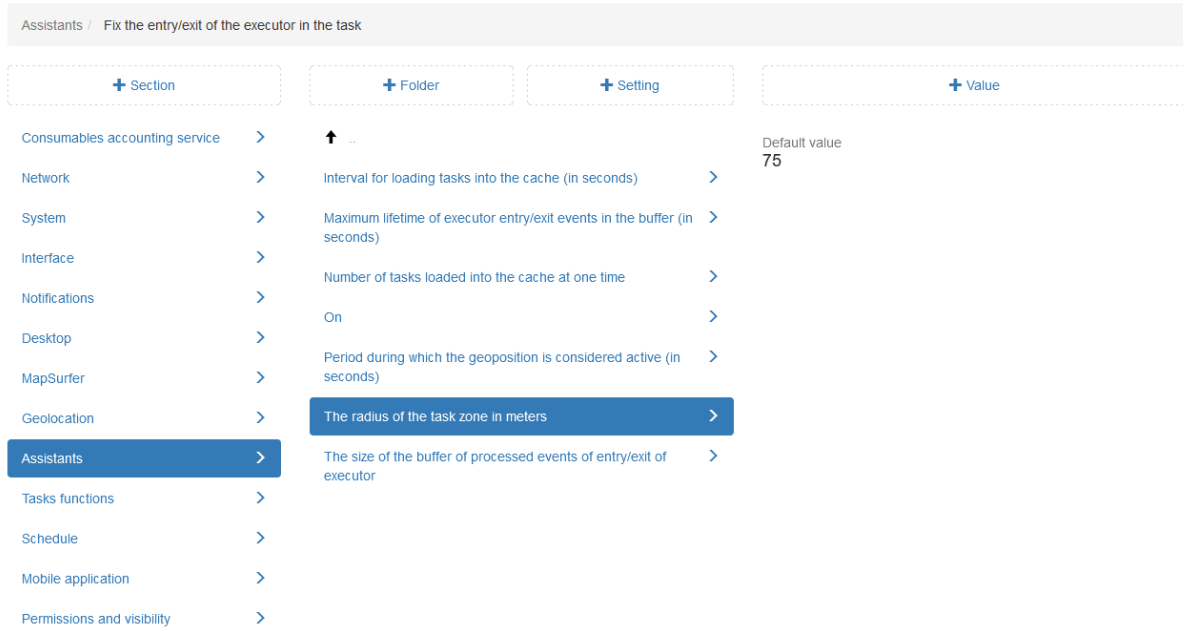 Assistants / Fix the entry/exit of the executor in the task
+ Section
+ Folder
+ Setting
+ Value
Consumables accounting service
Network
System
Interface
Notifications
Desktop
MapSurfer
Geolocation
Assistants
Tasks functions
Schedule
Mobile application
Permissions and visibility
..
Interval for loading tasks into the cache (in seconds)
Maximum lifetime of executor entry/exit events in the buffer (in
seconds)
Number of tasks loaded into the cache at one time
On
Period during which the geoposition is considered active (in
seconds)
The radius of the task zone in meters
The size of the buffer of processed events of entry/exit of
executor
Default value
75